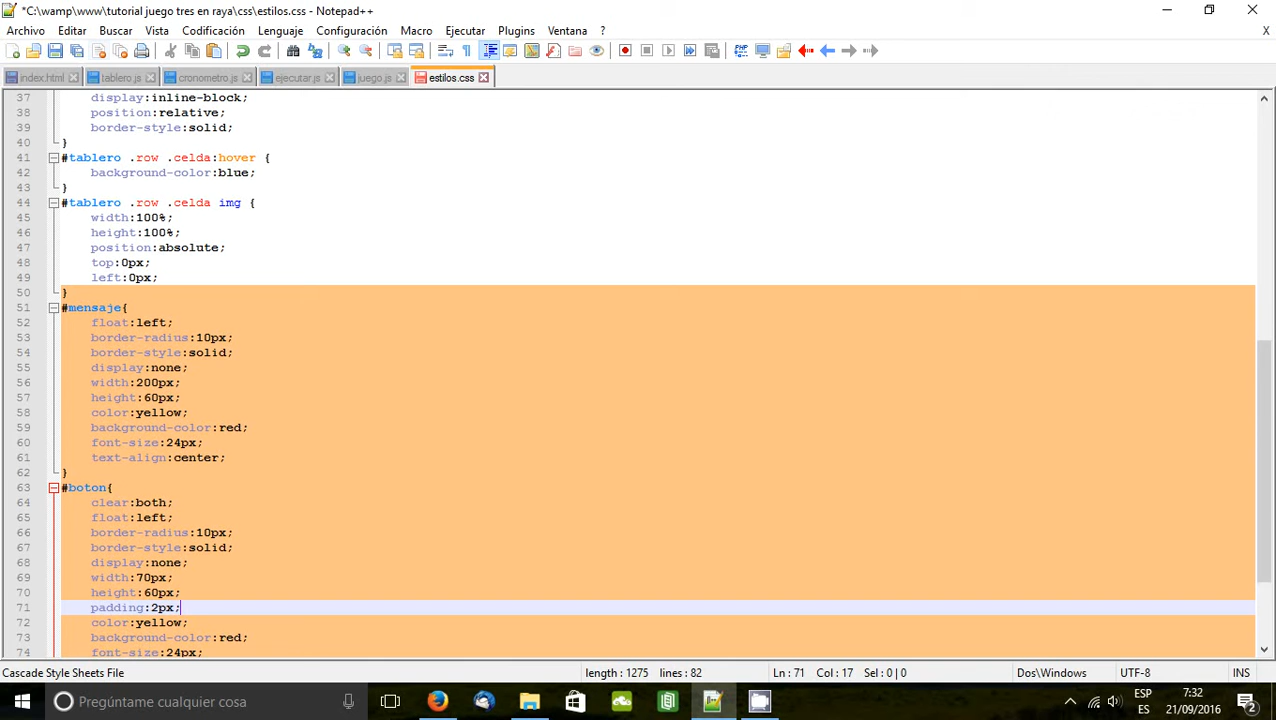 *C:\wamp\www\tutorial juego tres en raya\css\estilos.css - Notepad++
Archivo Editar Buscar Vista Codificación Lenguaje Configuración Macro Ejecutar Plugins Ventana ? X
index.html tablero.js cronometro.js ejecutar.js juego.js estilos.css
37 display:inline-block;
38 position:relative;
39 border-style:solid;
40 }
41 #tablero .row .celda:hover {
42 background-color:blue;
43 }
44 #tablero .row .celda img {
45 width:100%;
46 height:100%;
47 position:absolute;
48 top:0px;
49 left:0px;
50 }
51 #mensaje{
52 float:left;
53 border-radius:10px;
54 border-style:solid;
55 display:none;
56 width:200px;
57 height:60px;
58 color:yellow;
59 background-color:red;
60 font-size:24px;
61 text-align:center;
62 }
63 #boton{
64 clear:both;
65 float:left;
66 border-radius:10px;
67 border-style:solid;
68 display:none;
69 width:70px;
70 height:60px;
71 padding:2px;
72 color:yellow;
73 background-color:red;
74 font-size:24px;
Cascade Style Sheets File length : 1275 lines : 82 Ln : 71 Col : 17 Sel : 0 | 0 Dos\Windows UTF-8 INS
Pregúntame cualquier cosa ESP 7:32
ES 21/09/2016 2